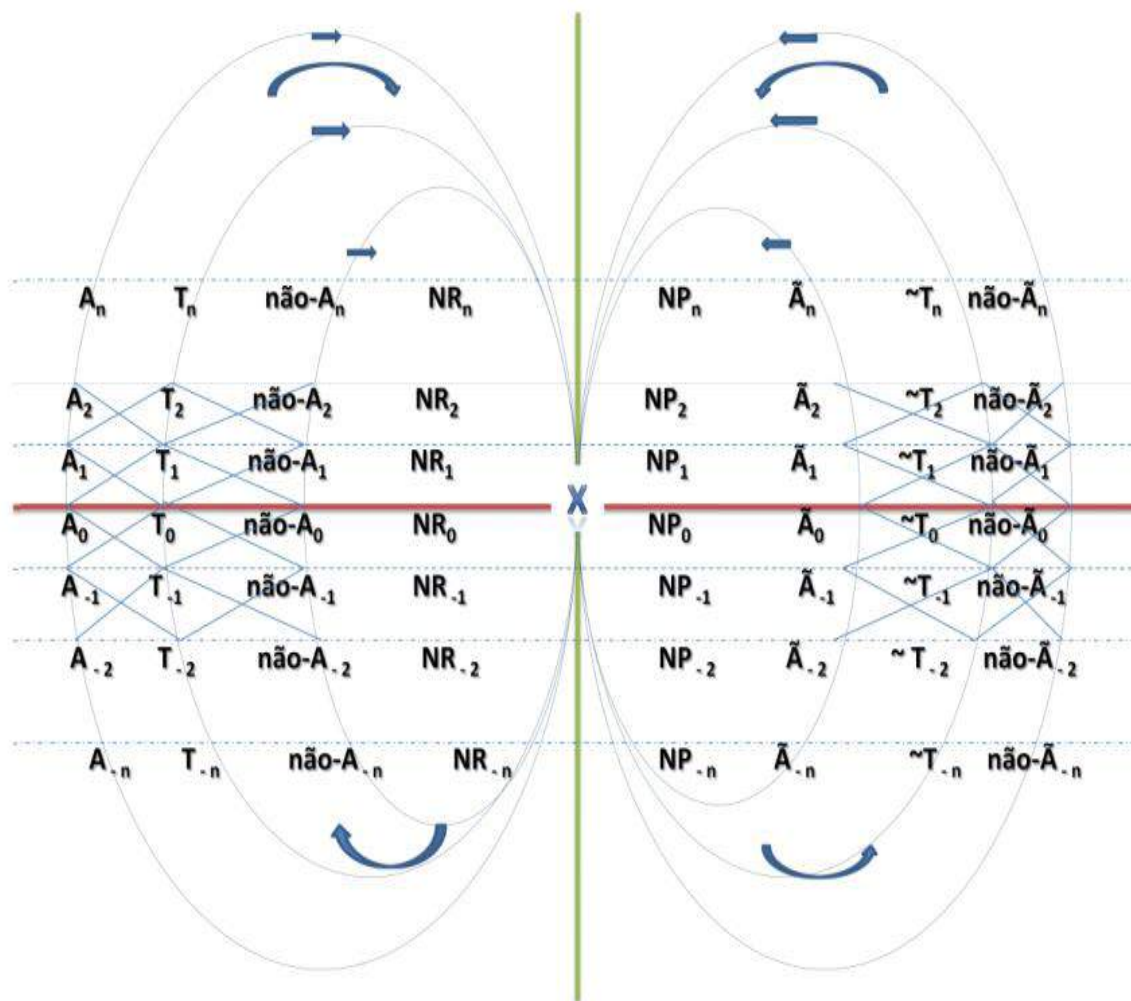 Aₙ Tₙ não-Aₙ NRₙ NPₙ Ãₙ ~Tₙ não-Ãₙ
A₂ T₂ não-A₂ NR₂ NP₂ Ã₂ ~T₂ não-Ã₂
A₁ T₁ não-A₁ NR₁ NP₁ Ã₁ ~T₁ não-Ã₁
X
A₀ T₀ não-A₀ NR₀ NP₀ Ã₀ ~T₀ não-Ã₀
A₋₁ T₋₁ não-A₋₁ NR₋₁ NP₋₁ Ã₋₁ ~T₋₁ não-Ã₋₁
A₋₂ T₋₂ não-A₋₂ NR₋₂ NP₋₂ Ã₋₂ ~T₋₂ não-Ã₋₂
A₋ₙ T₋ₙ não-A₋ₙ NR₋ₙ NP₋ₙ Ã₋ₙ ~T₋ₙ não-Ã₋ₙ